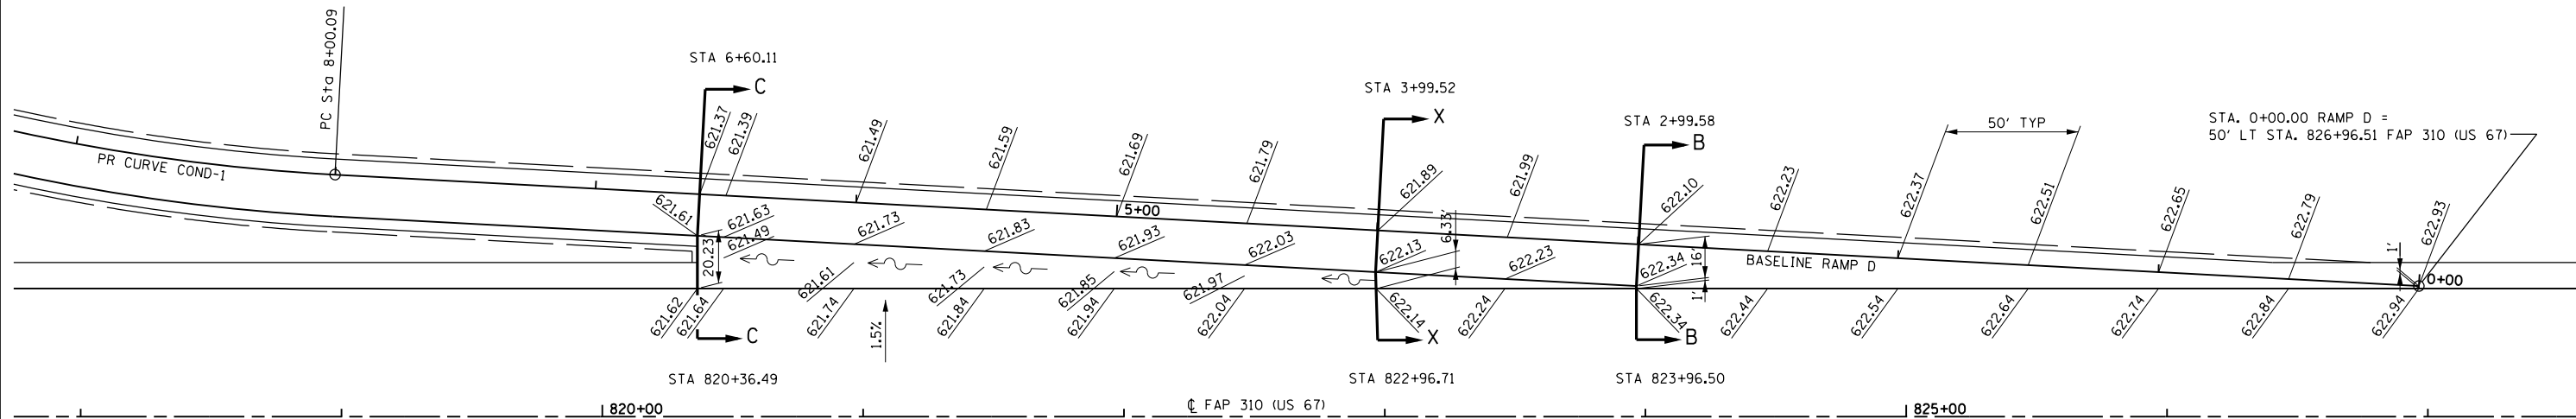 PC Sta 8+00.09
STA 6+60.11
C
STA 3+99.52
X
STA 2+99.58
B
50' TYP
STA. 0+00.00 RAMP D =
50' LT STA. 826+96.51 FAP 310 (US 67)
621.37
621.39
621.49
621.59
621.69
621.79
621.89
621.99
622.10
622.23
622.37
622.51
622.65
622.79
622.93
PR CURVE COND-1
5+00
BASELINE RAMP D
0+00
1'
621.61
621.63
621.49
621.73
621.83
621.93
622.03
622.13
6.33'
622.23
622.34
16'
1'
20.23
621.61
621.73
621.85
621.97
621.62
621.64
621.74
1.5%
621.84
621.94
622.04
622.14
622.24
622.34
622.44
622.54
622.64
622.74
622.84
622.94
C
X
B
STA 820+36.49
STA 822+96.71
STA 823+96.50
820+00
℄ FAP 310 (US 67)
825+00